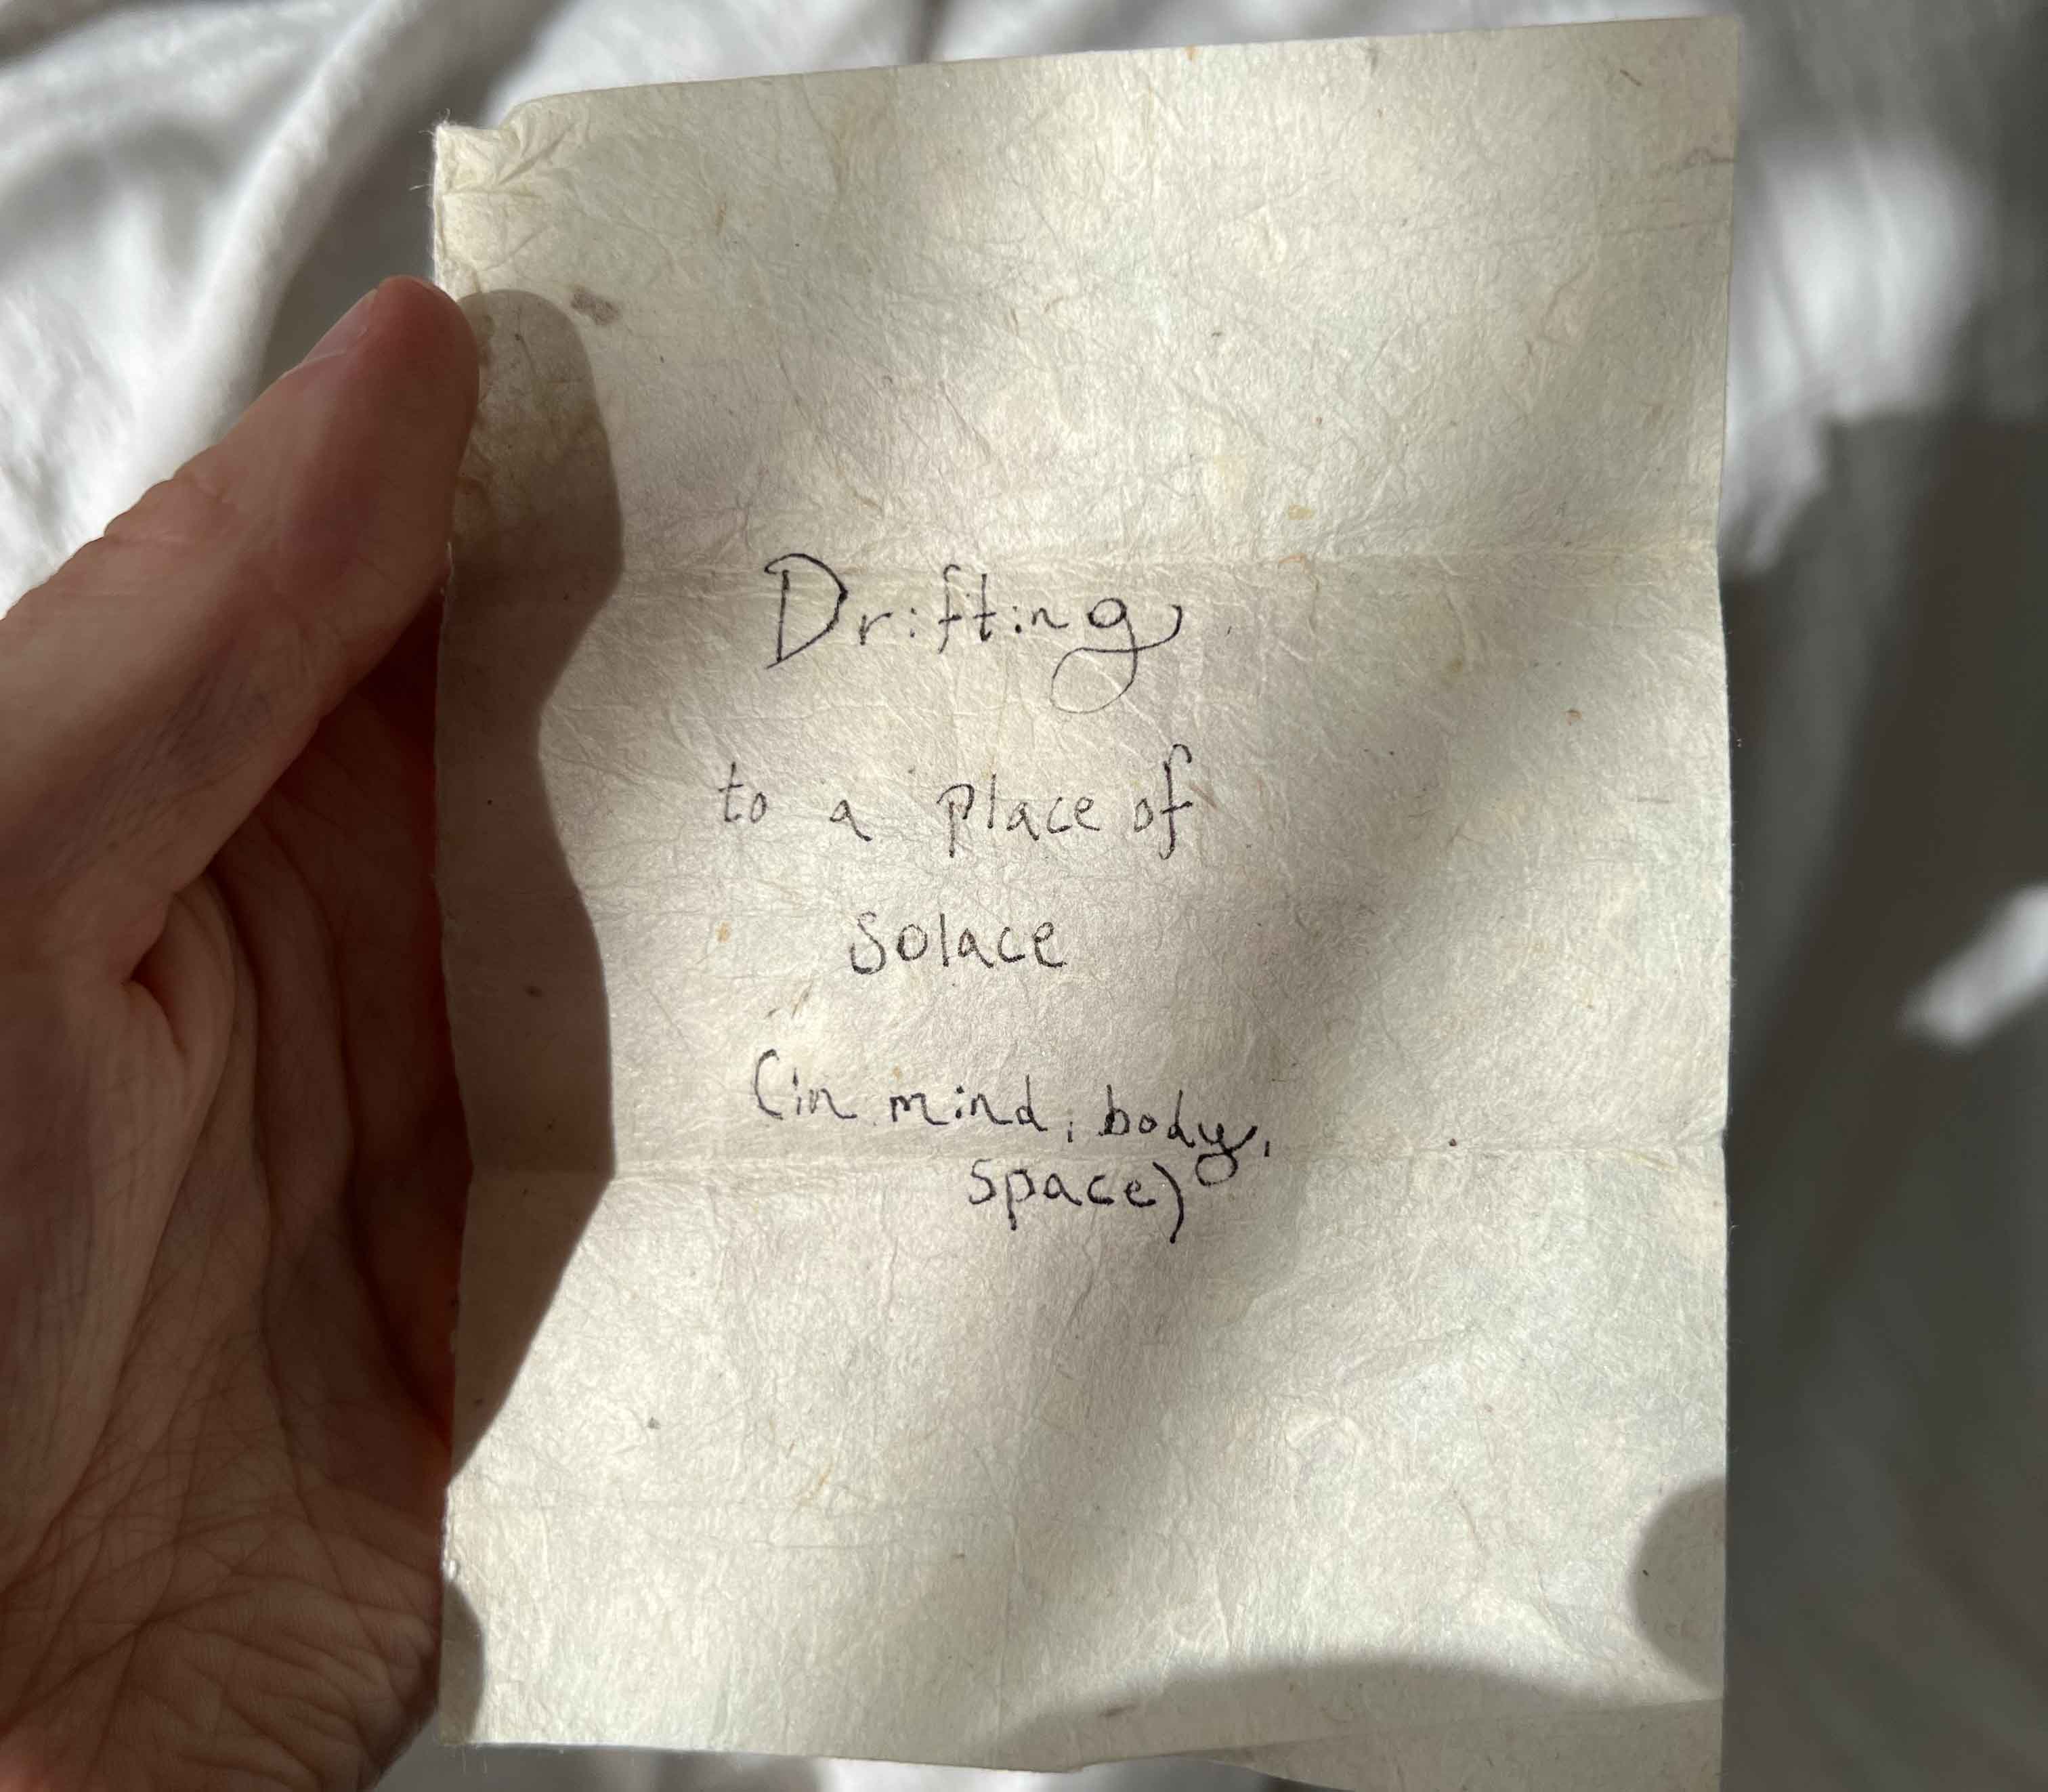 Drifting
to a place of
Solace
(in mind, body,
space)